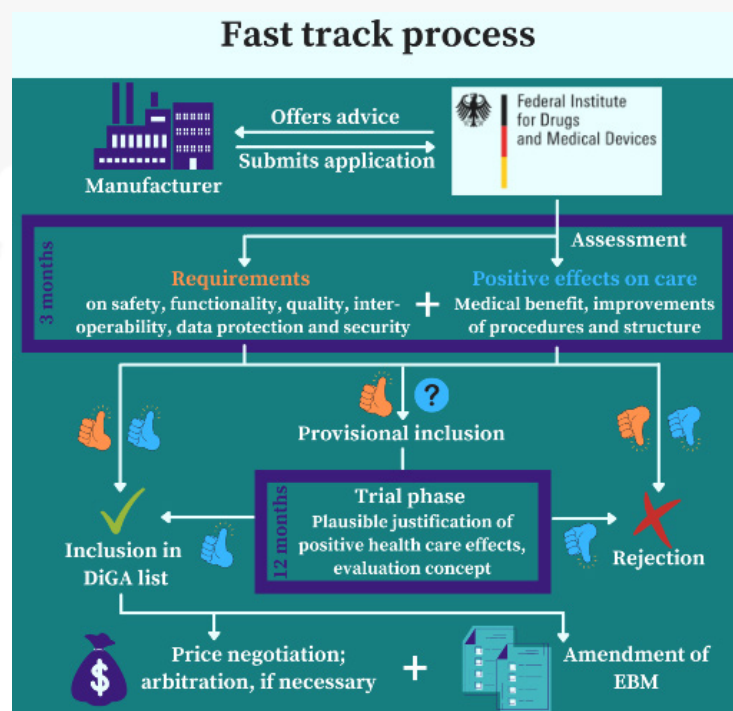 Fast track process
Offers advice
Submits application
Manufacturer
Federal Institute
for Drugs
and Medical Devices
Assessment
3 months
Requirements
on safety, functionality, quality, inter-
operability, data protection and security
+
Positive effects on care
Medical benefit, improvements
of procedures and structure
?
Provisional inclusion
12 months
Trial phase
Plausible justification of
positive health care effects,
evaluation concept
Inclusion in
DiGA list
Rejection
$
Price negotiation;
arbitration, if necessary
+
Amendment of
EBM